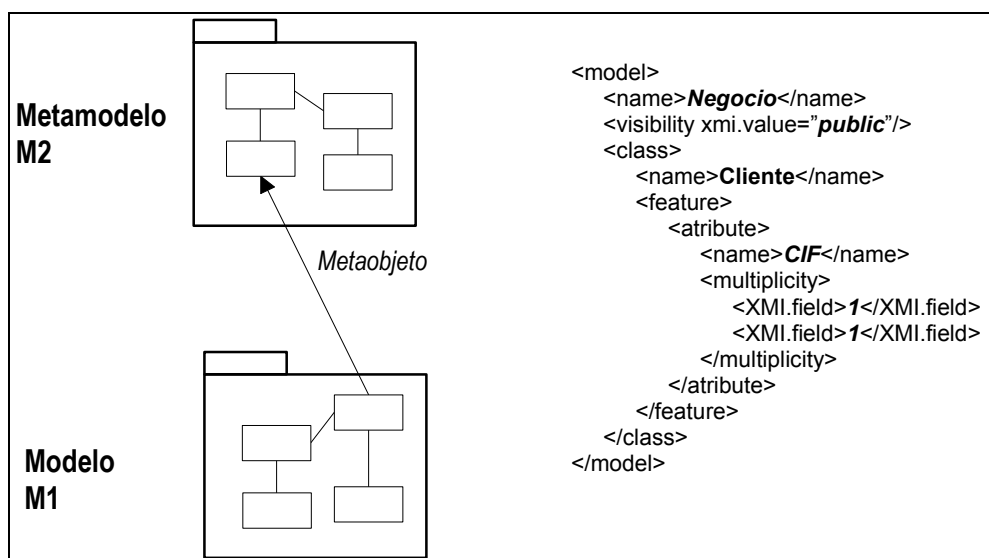 Metamodelo
M2
Metaobjeto
Modelo
M1
<model>
<name>Negocio</name>
<visibility xmi.value=”public”/>
<class>
<name>Cliente</name>
<feature>
<atribute>
<name>CIF</name>
<multiplicity>
<XMI.field>1</XMI.field>
<XMI.field>1</XMI.field>
</multiplicity>
</atribute>
</feature>
</class>
</model>